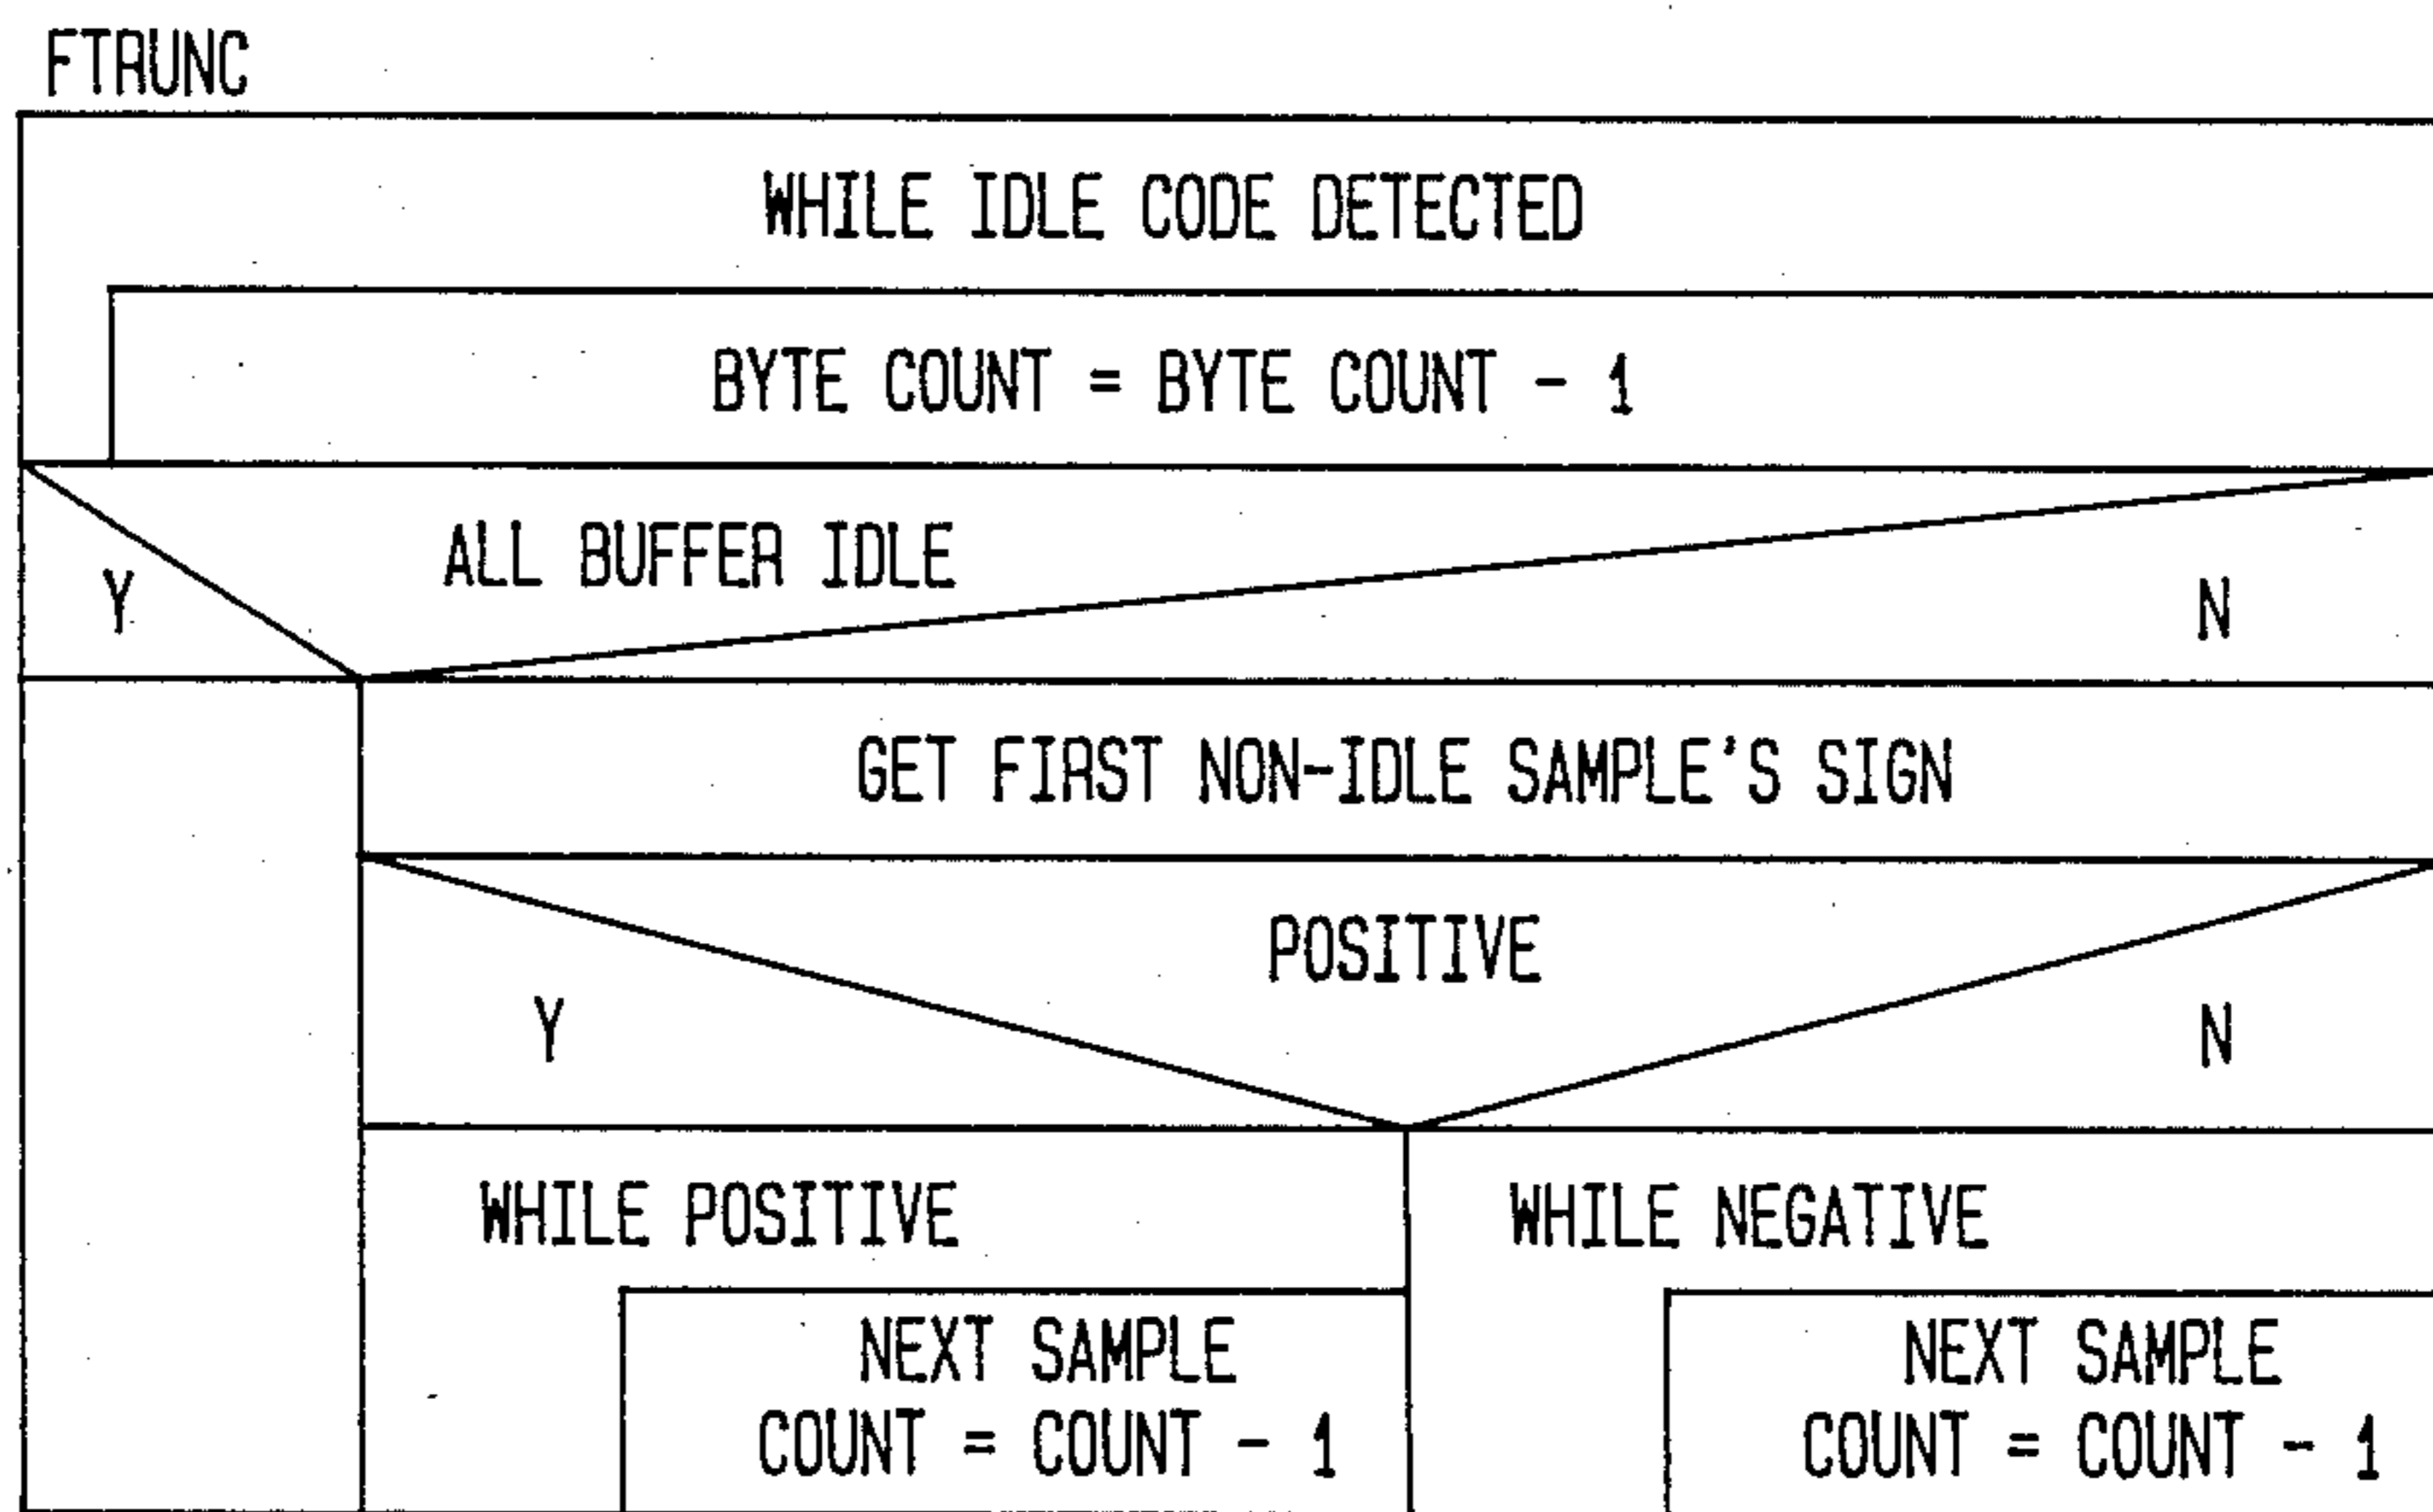 FTRUNC
WHILE IDLE CODE DETECTED
BYTE COUNT = BYTE COUNT - 1
ALL BUFFER IDLE
Y
N
GET FIRST NON-IDLE SAMPLE'S SIGN
POSITIVE
Y
N
WHILE POSITIVE
WHILE NEGATIVE
NEXT SAMPLE
COUNT = COUNT - 1
NEXT SAMPLE
COUNT = COUNT - 1